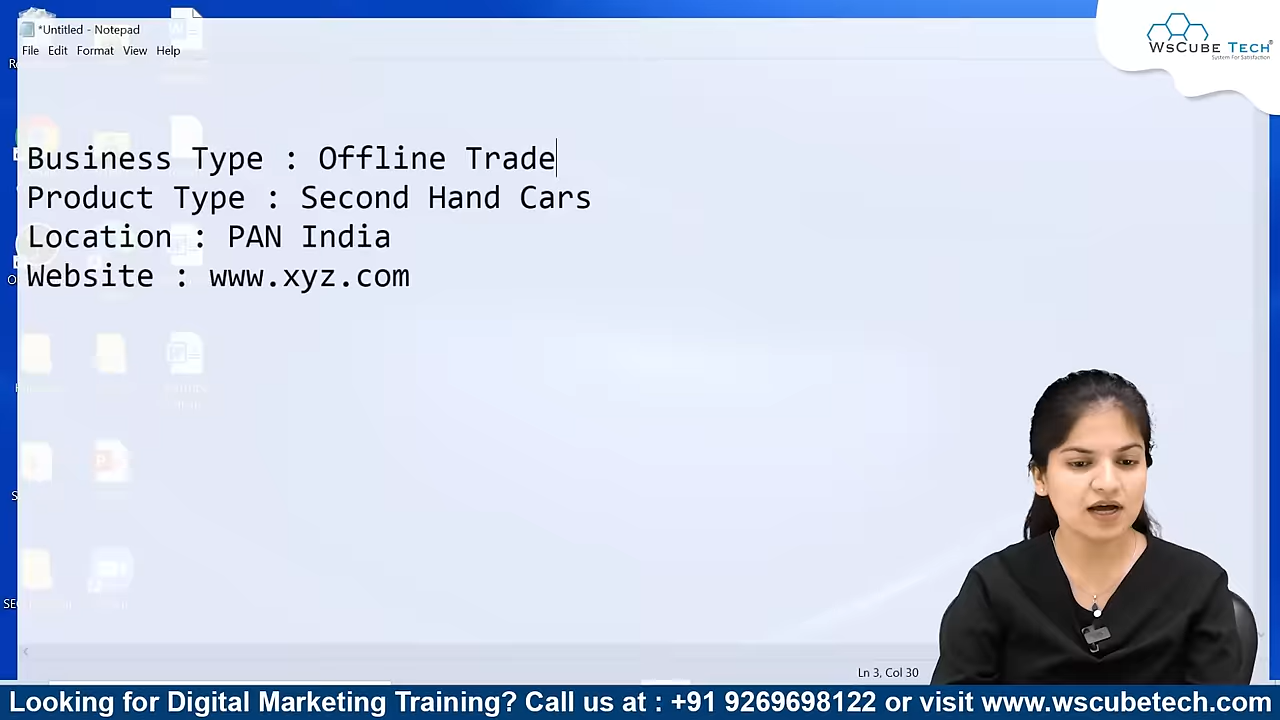 *Untitled - Notepad
File Edit Format View Help
WsCube Tech®
System For Satisfaction
Business Type : Offline Trade
Product Type : Second Hand Cars
Location : PAN India
Website : www.xyz.com
Ln 3, Col 30
Looking for Digital Marketing Training? Call us at : +91 9269698122 or visit www.wscubetech.com